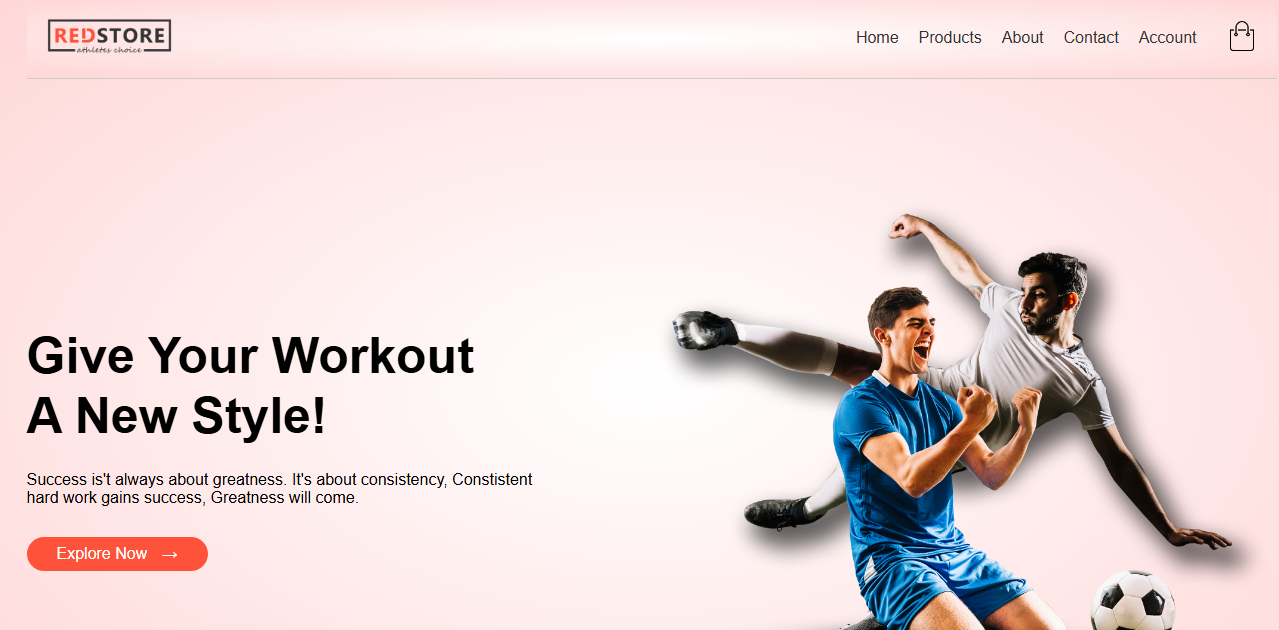 REDSTORE
athletes choice
Home Products About Contact Account
Give Your Workout
A New Style!
Success is't always about greatness. It's about consistency, Constistent
hard work gains success, Greatness will come.
Explore Now →